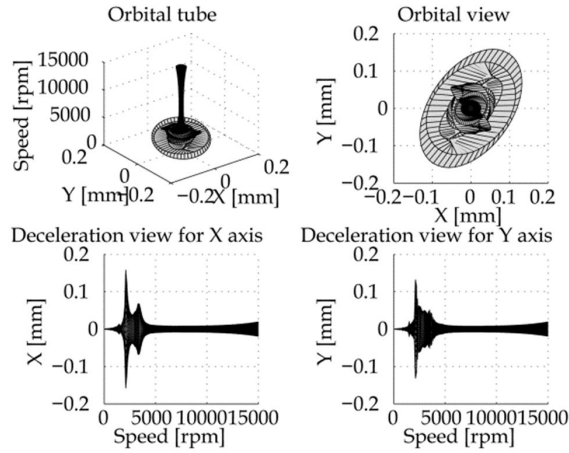 Orbital tube
Orbital view
15000
10000
5000
0
Speed [rpm]
0.2
0
−0.2
Y [mm]
−0.2
0
0.2
X [mm]
0.2
0.1
0
−0.1
−0.2
Y [mm]
−0.2 −0.1 0 0.1 0.2
X [mm]
Deceleration view for X axis
Deceleration view for Y axis
0.2
0.1
0
−0.1
−0.2
X [mm]
0 5000 10000 15000
Speed [rpm]
0.2
0.1
0
−0.1
−0.2
Y [mm]
0 5000 10000 15000
Speed [rpm]